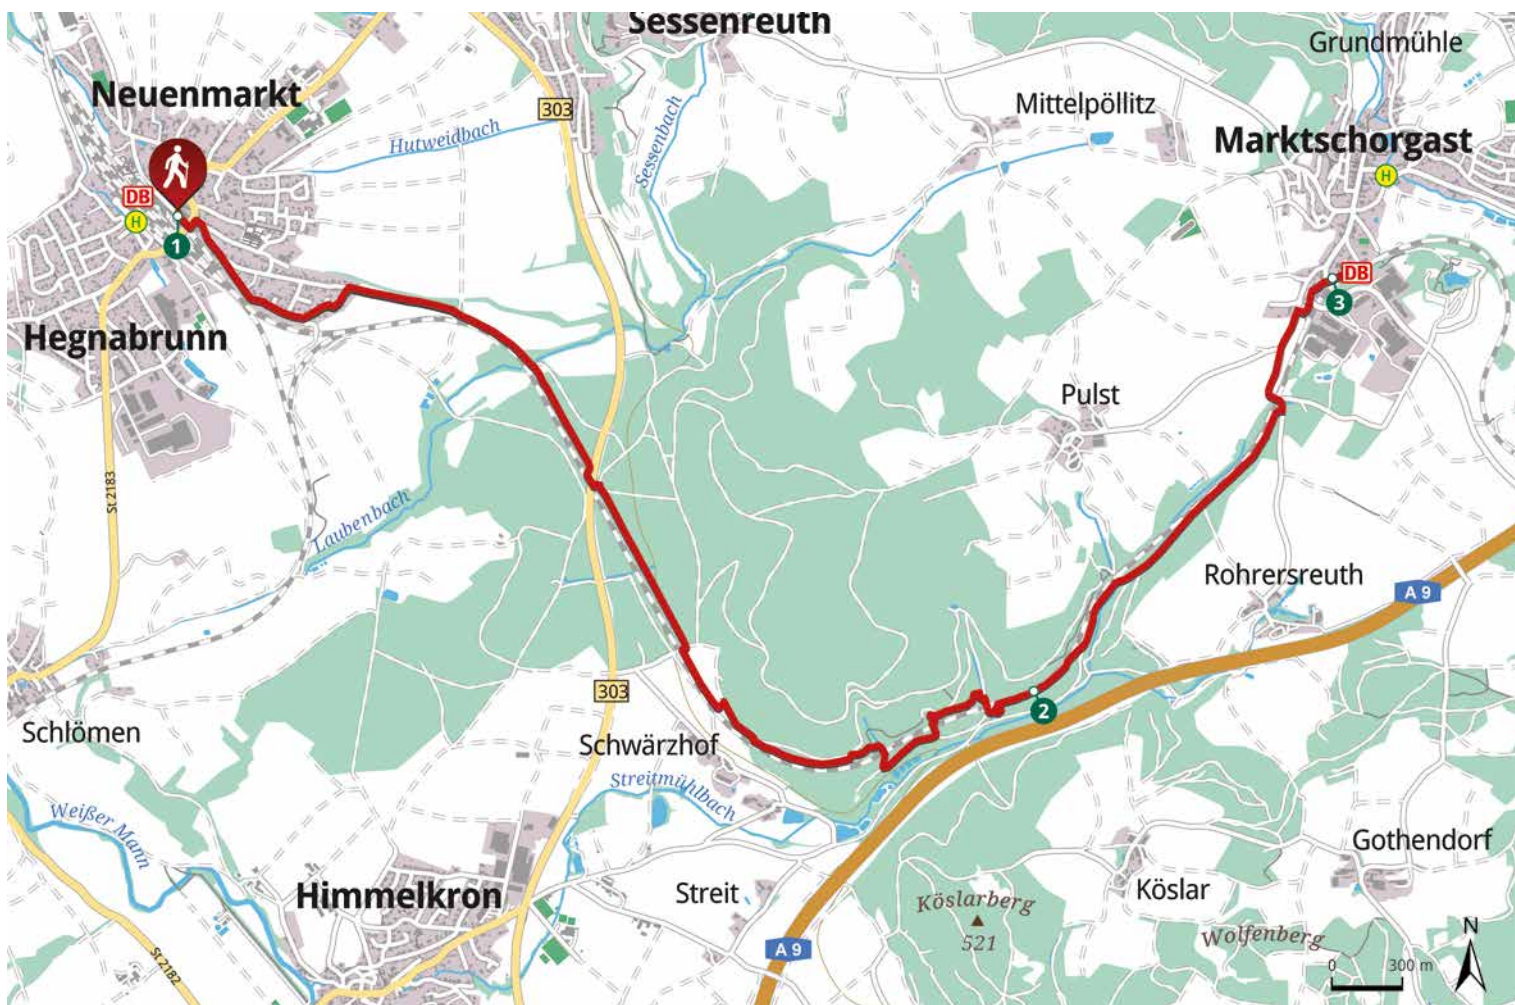 Sessenreuth
Grundmühle
Neuenmarkt
303
Mittelpöllitz
Hutweidbach
Sessenbach
Marktschorgast
H
DB
H
1
DB
3
Hegnabrunn
Pulst
St 2183
Laubenbach
Rohrersreuth
A 9
303
2
Schlömen
Schwärzhof
Streitmühlbach
Weißer Mann
Gothendorf
Himmelkron
Streit
Köslarberg
521
Köslar
Wolfenberg
N
A 9
St 2182
0 300 m